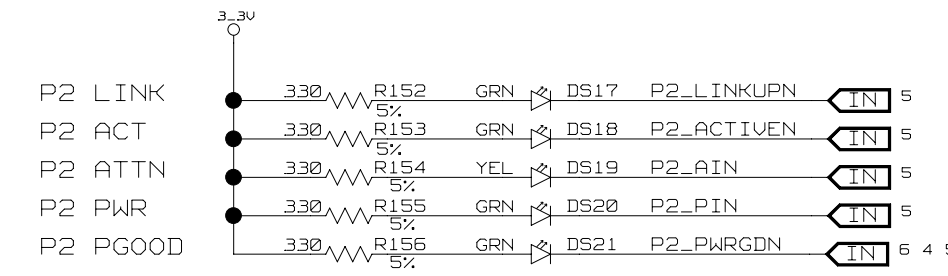 3_3V
P2 LINK 330 R152 5% GRN DS17 P2_LINKUPN IN 5
P2 ACT 330 R153 5% GRN DS18 P2_ACTIVEN IN 5
P2 ATTN 330 R154 5% YEL DS19 P2_AIN IN 5
P2 PWR 330 R155 5% GRN DS20 P2_PIN IN 5
P2 PGOOD 330 R156 5% GRN DS21 P2_PWRGDN IN 6 4